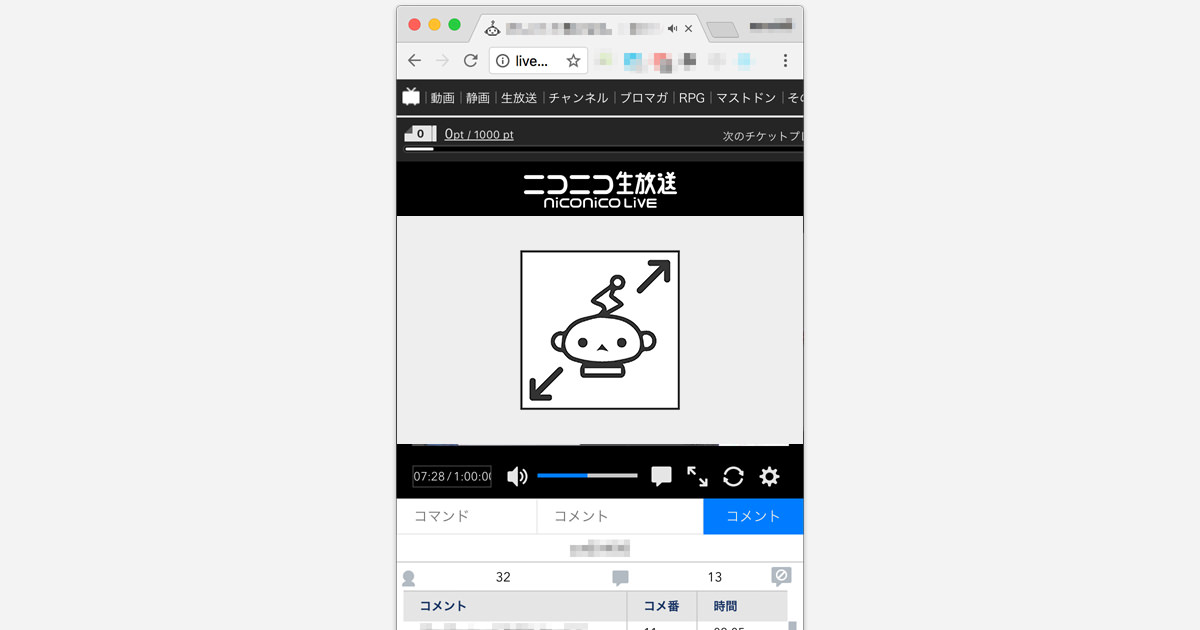 live...
動画 静画 生放送 チャンネル ブロマガ RPG マストドン その
0 0pt / 1000 pt 次のチケットプ
ニコニコ生放送
niconico Live
07:28 / 1:00:00
コマンド コメント コメント
32 13
コメント コメ番 時間